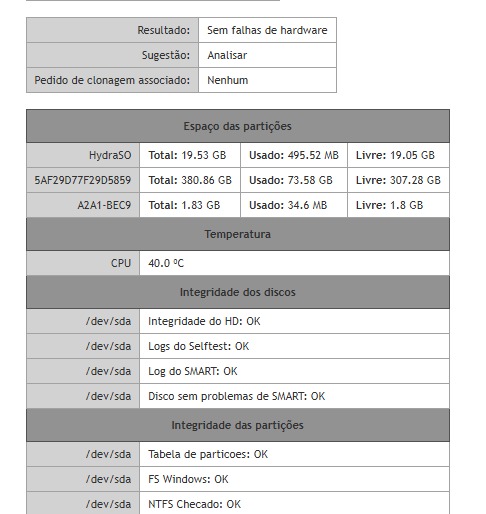 Resultado: Sem falhas de hardware
Sugestão: Analisar
Pedido de clonagem associado: Nenhum
Espaço das partições
HydraSO Total: 19.53 GB Usado: 495.52 MB Livre: 19.05 GB
5AF29D77F29D5859 Total: 380.86 GB Usado: 73.58 GB Livre: 307.28 GB
A2A1-BEC9 Total: 1.83 GB Usado: 34.6 MB Livre: 1.8 GB
Temperatura
CPU 40.0 ºC
Integridade dos discos
/dev/sda Integridade do HD: OK
/dev/sda Logs do Selftest: OK
/dev/sda Log do SMART: OK
/dev/sda Disco sem problemas de SMART: OK
Integridade das partições
/dev/sda Tabela de particoes: OK
/dev/sda FS Windows: OK
/dev/sda NTFS Checado: OK